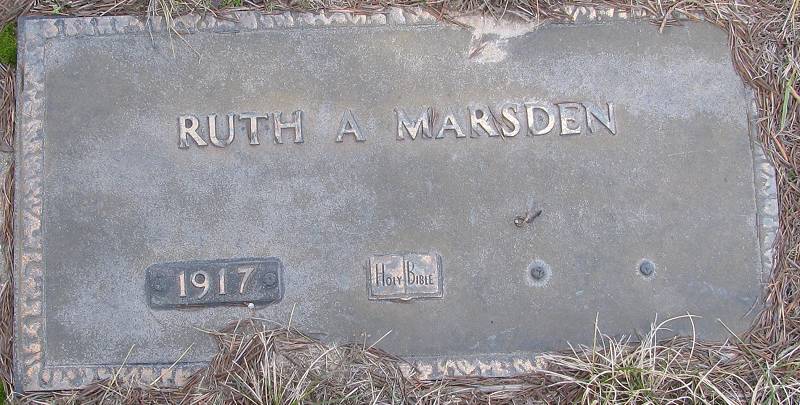 RUTH A MARSDEN
1917
HOLY BIBLE